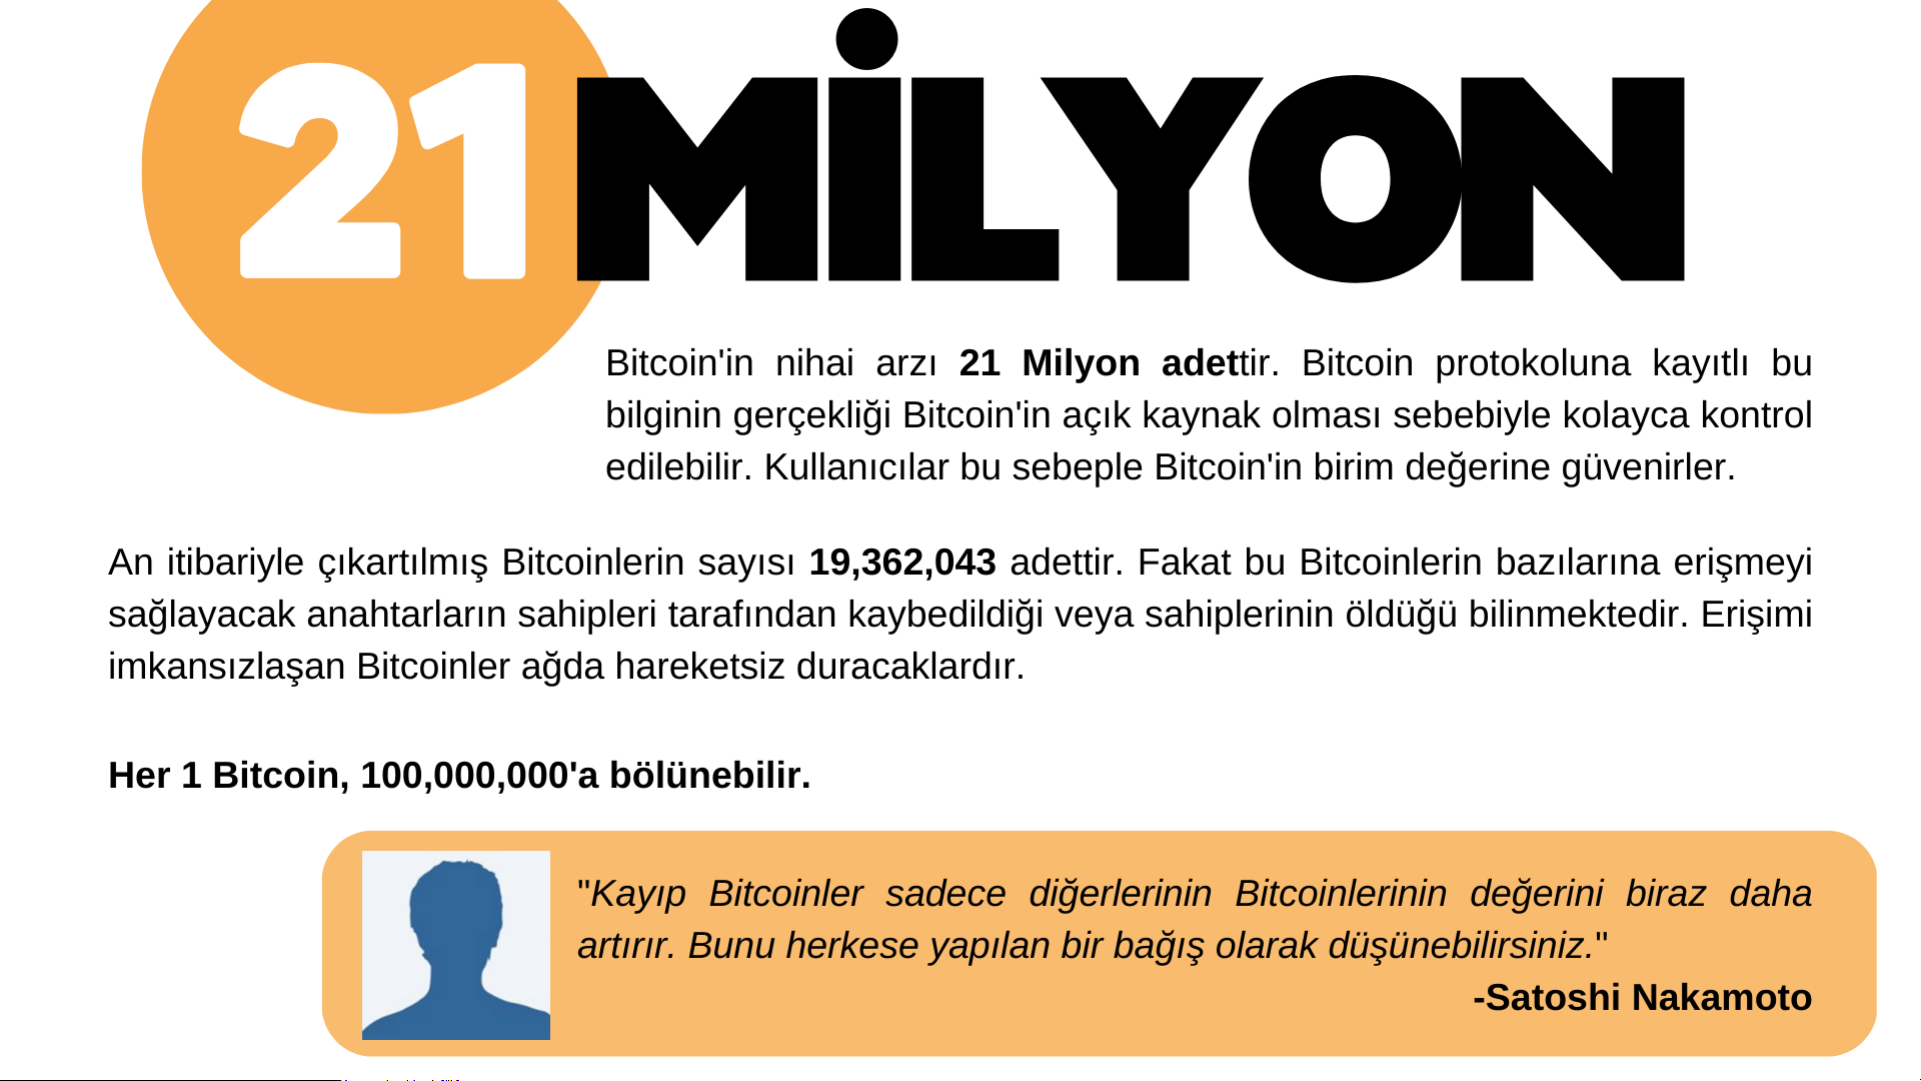 21 MİLYON
Bitcoin'in nihai arzı 21 Milyon adettir. Bitcoin protokoluna kayıtlı bu
bilginin gerçekliği Bitcoin'in açık kaynak olması sebebiyle kolayca kontrol
edilebilir. Kullanıcılar bu sebeple Bitcoin'in birim değerine güvenirler.
An itibariyle çıkartılmış Bitcoinlerin sayısı 19,362,043 adettir. Fakat bu Bitcoinlerin bazılarına erişmeyi
sağlayacak anahtarların sahipleri tarafından kaybedildiği veya sahiplerinin öldüğü bilinmektedir. Erişimi
imkansızlaşan Bitcoinler ağda hareketsiz duracaklardır.
Her 1 Bitcoin, 100,000,000'a bölünebilir.
"Kayıp Bitcoinler sadece diğerlerinin Bitcoinlerinin değerini biraz daha
artırır. Bunu herkese yapılan bir bağış olarak düşünebilirsiniz."
-Satoshi Nakamoto